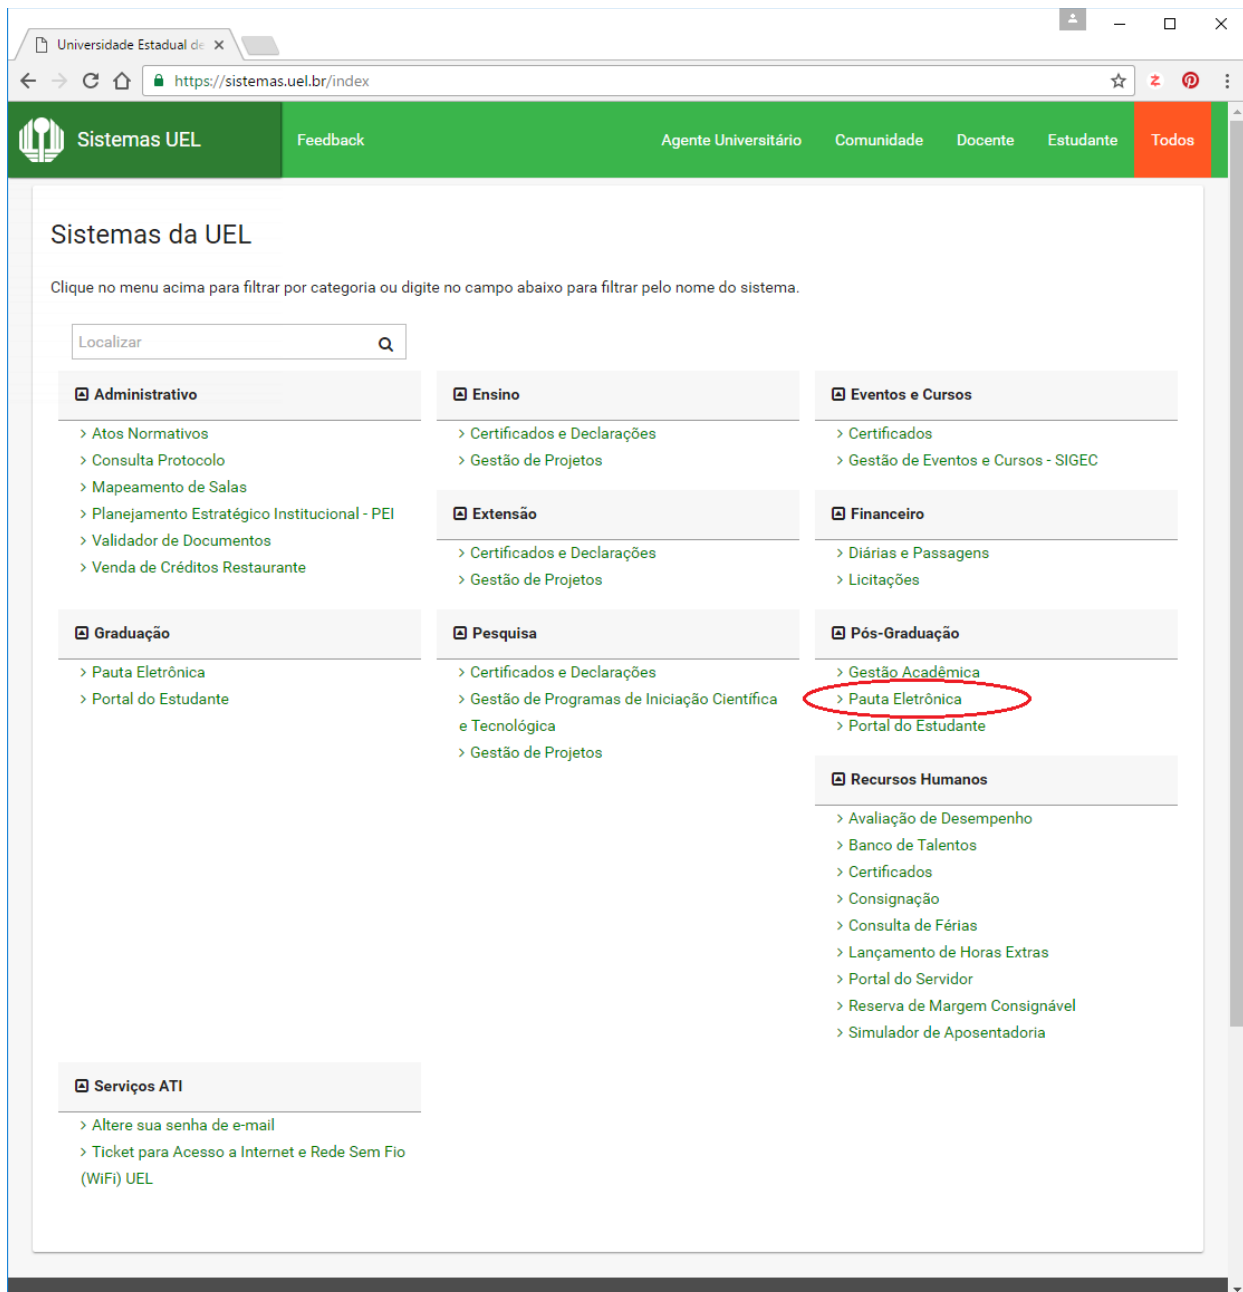 Universidade Estadual de
https://sistemas.uel.br/index
Sistemas UEL
Feedback
Agente Universitário
Comunidade
Docente
Estudante
Todos
Sistemas da UEL
Clique no menu acima para filtrar por categoria ou digite no campo abaixo para filtrar pelo nome do sistema.
Localizar
Administrativo
> Atos Normativos
> Consulta Protocolo
> Mapeamento de Salas
> Planejamento Estratégico Institucional - PEI
> Validador de Documentos
> Venda de Créditos Restaurante
Ensino
> Certificados e Declarações
> Gestão de Projetos
Extensão
> Certificados e Declarações
> Gestão de Projetos
Eventos e Cursos
> Certificados
> Gestão de Eventos e Cursos - SIGEC
Financeiro
> Diárias e Passagens
> Licitações
Graduação
> Pauta Eletrônica
> Portal do Estudante
Pesquisa
> Certificados e Declarações
> Gestão de Programas de Iniciação Científica
e Tecnológica
> Gestão de Projetos
Pós-Graduação
> Gestão Acadêmica
> Pauta Eletrônica
> Portal do Estudante
Recursos Humanos
> Avaliação de Desempenho
> Banco de Talentos
> Certificados
> Consignação
> Consulta de Férias
> Lançamento de Horas Extras
> Portal do Servidor
> Reserva de Margem Consignável
> Simulador de Aposentadoria
Serviços ATI
> Altere sua senha de e-mail
> Ticket para Acesso a Internet e Rede Sem Fio
(WiFi) UEL